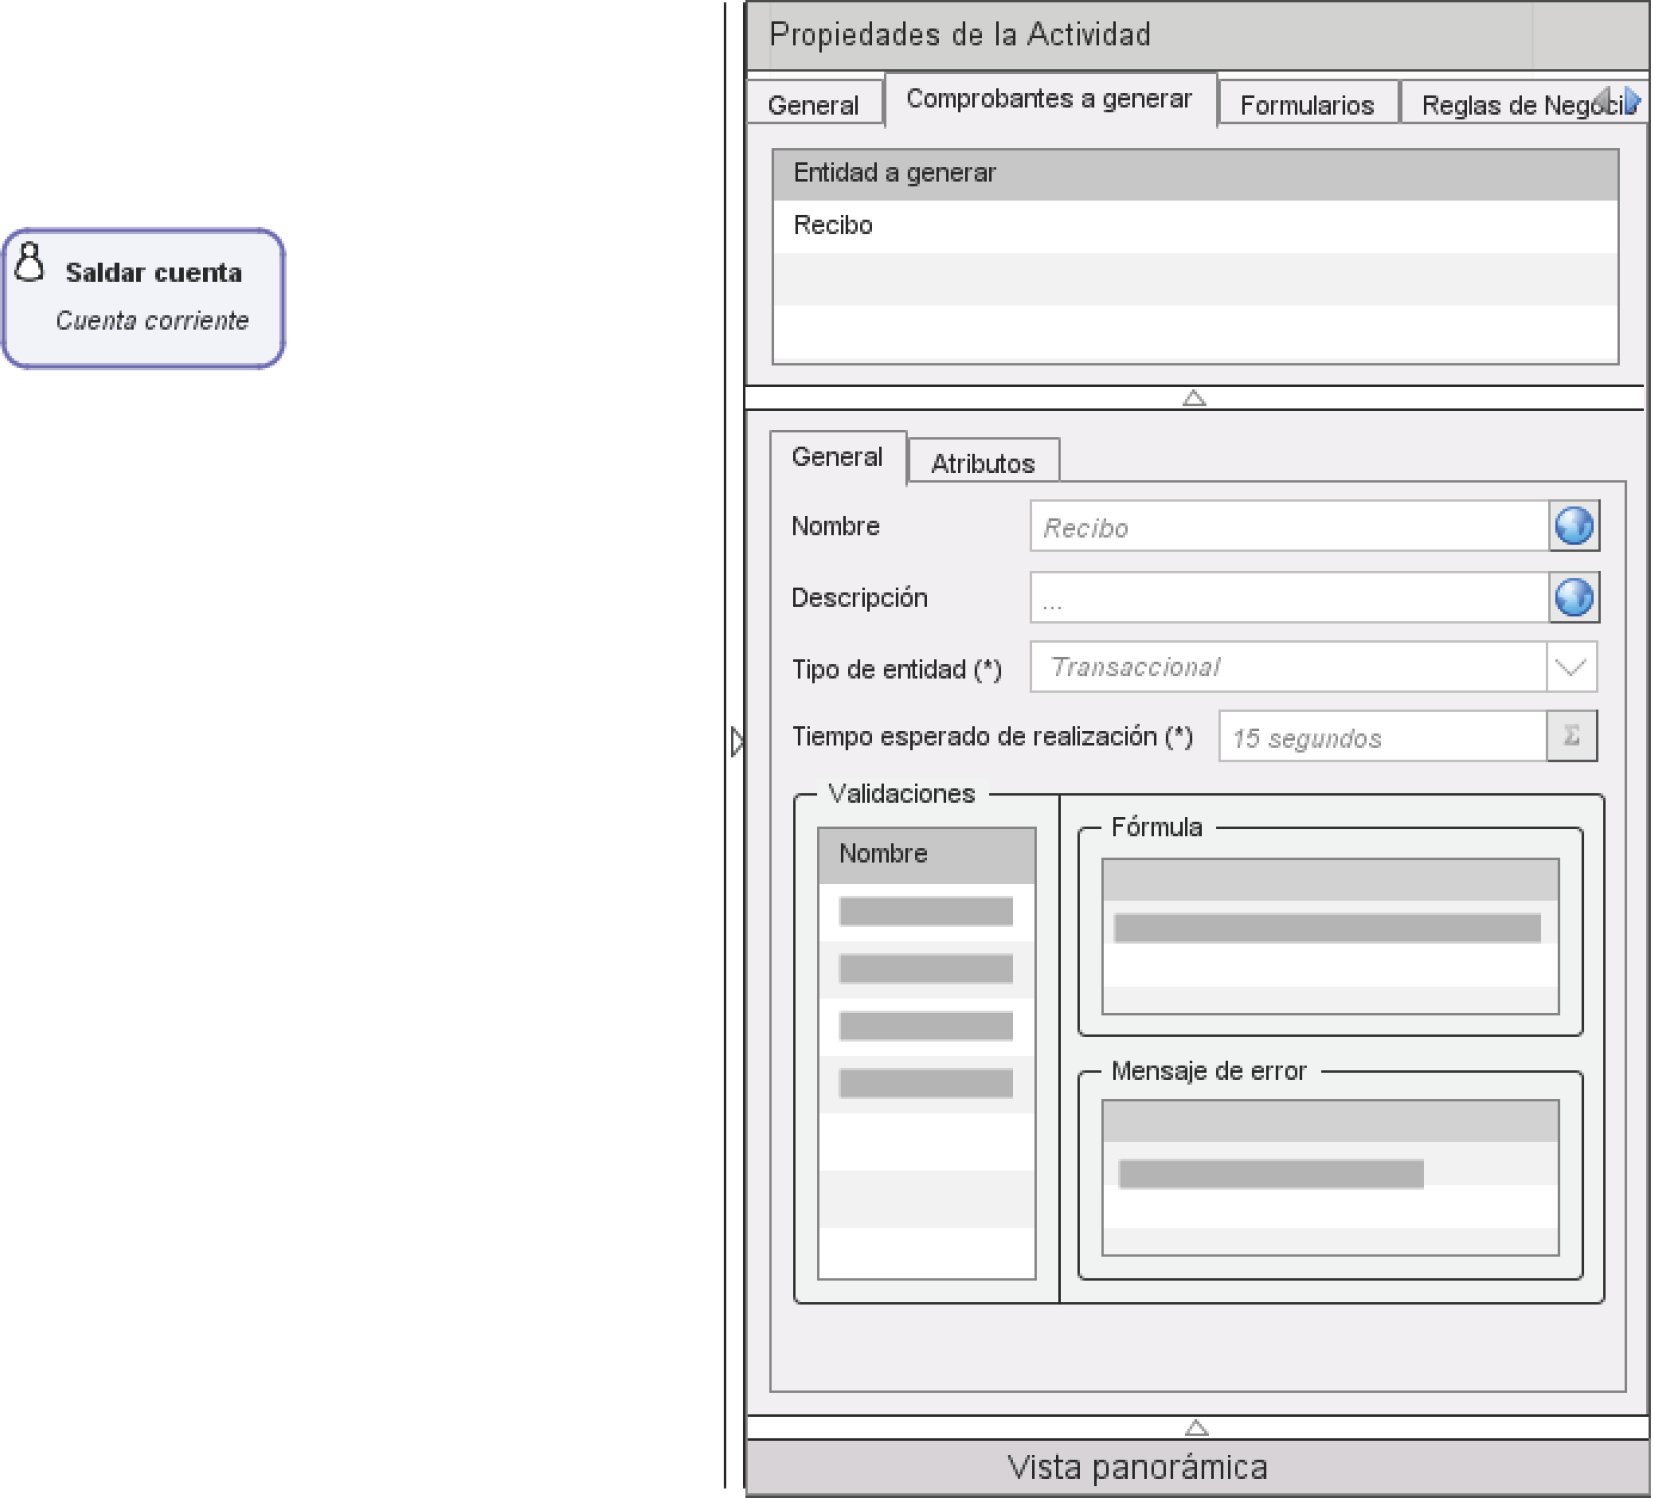 Saldar cuenta
Cuenta corriente
Propiedades de la Actividad
General
Comprobantes a generar
Formularios
Reglas de Negocio
Entidad a generar
Recibo
General
Atributos
Nombre
Recibo
Descripción
...
Tipo de entidad (*)
Transaccional
Tiempo esperado de realización (*)
15 segundos
Σ
Validaciones
Nombre
Fórmula
Mensaje de error
Vista panorámica